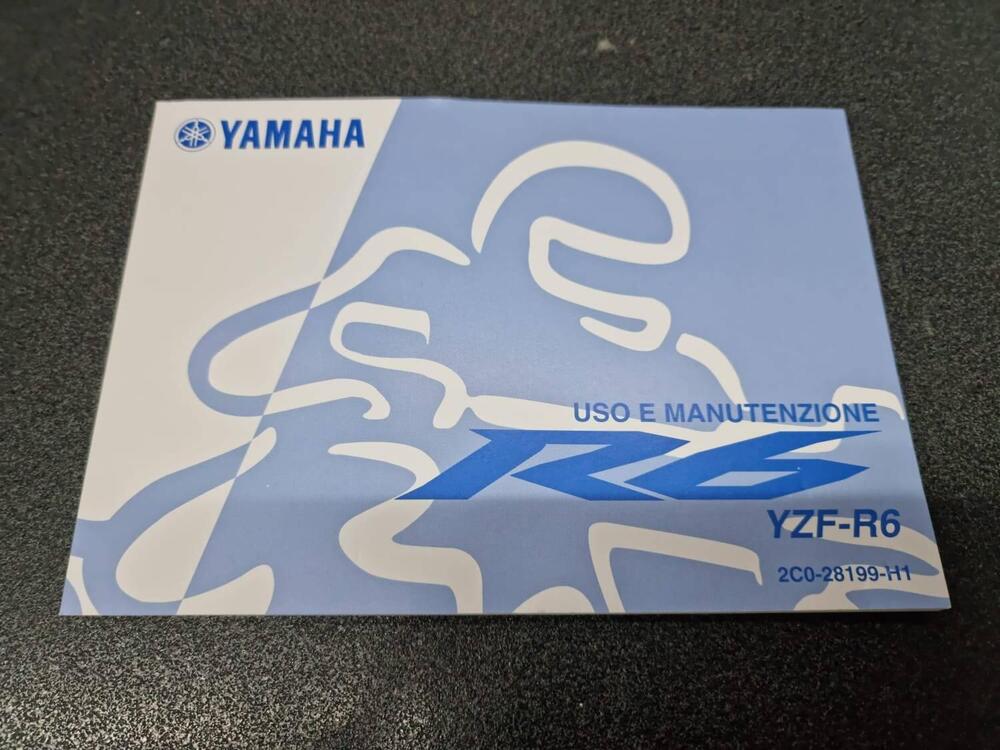 YAMAHA
USO E MANUTENZIONE
R6
YZF-R6
2C0-28199-H1